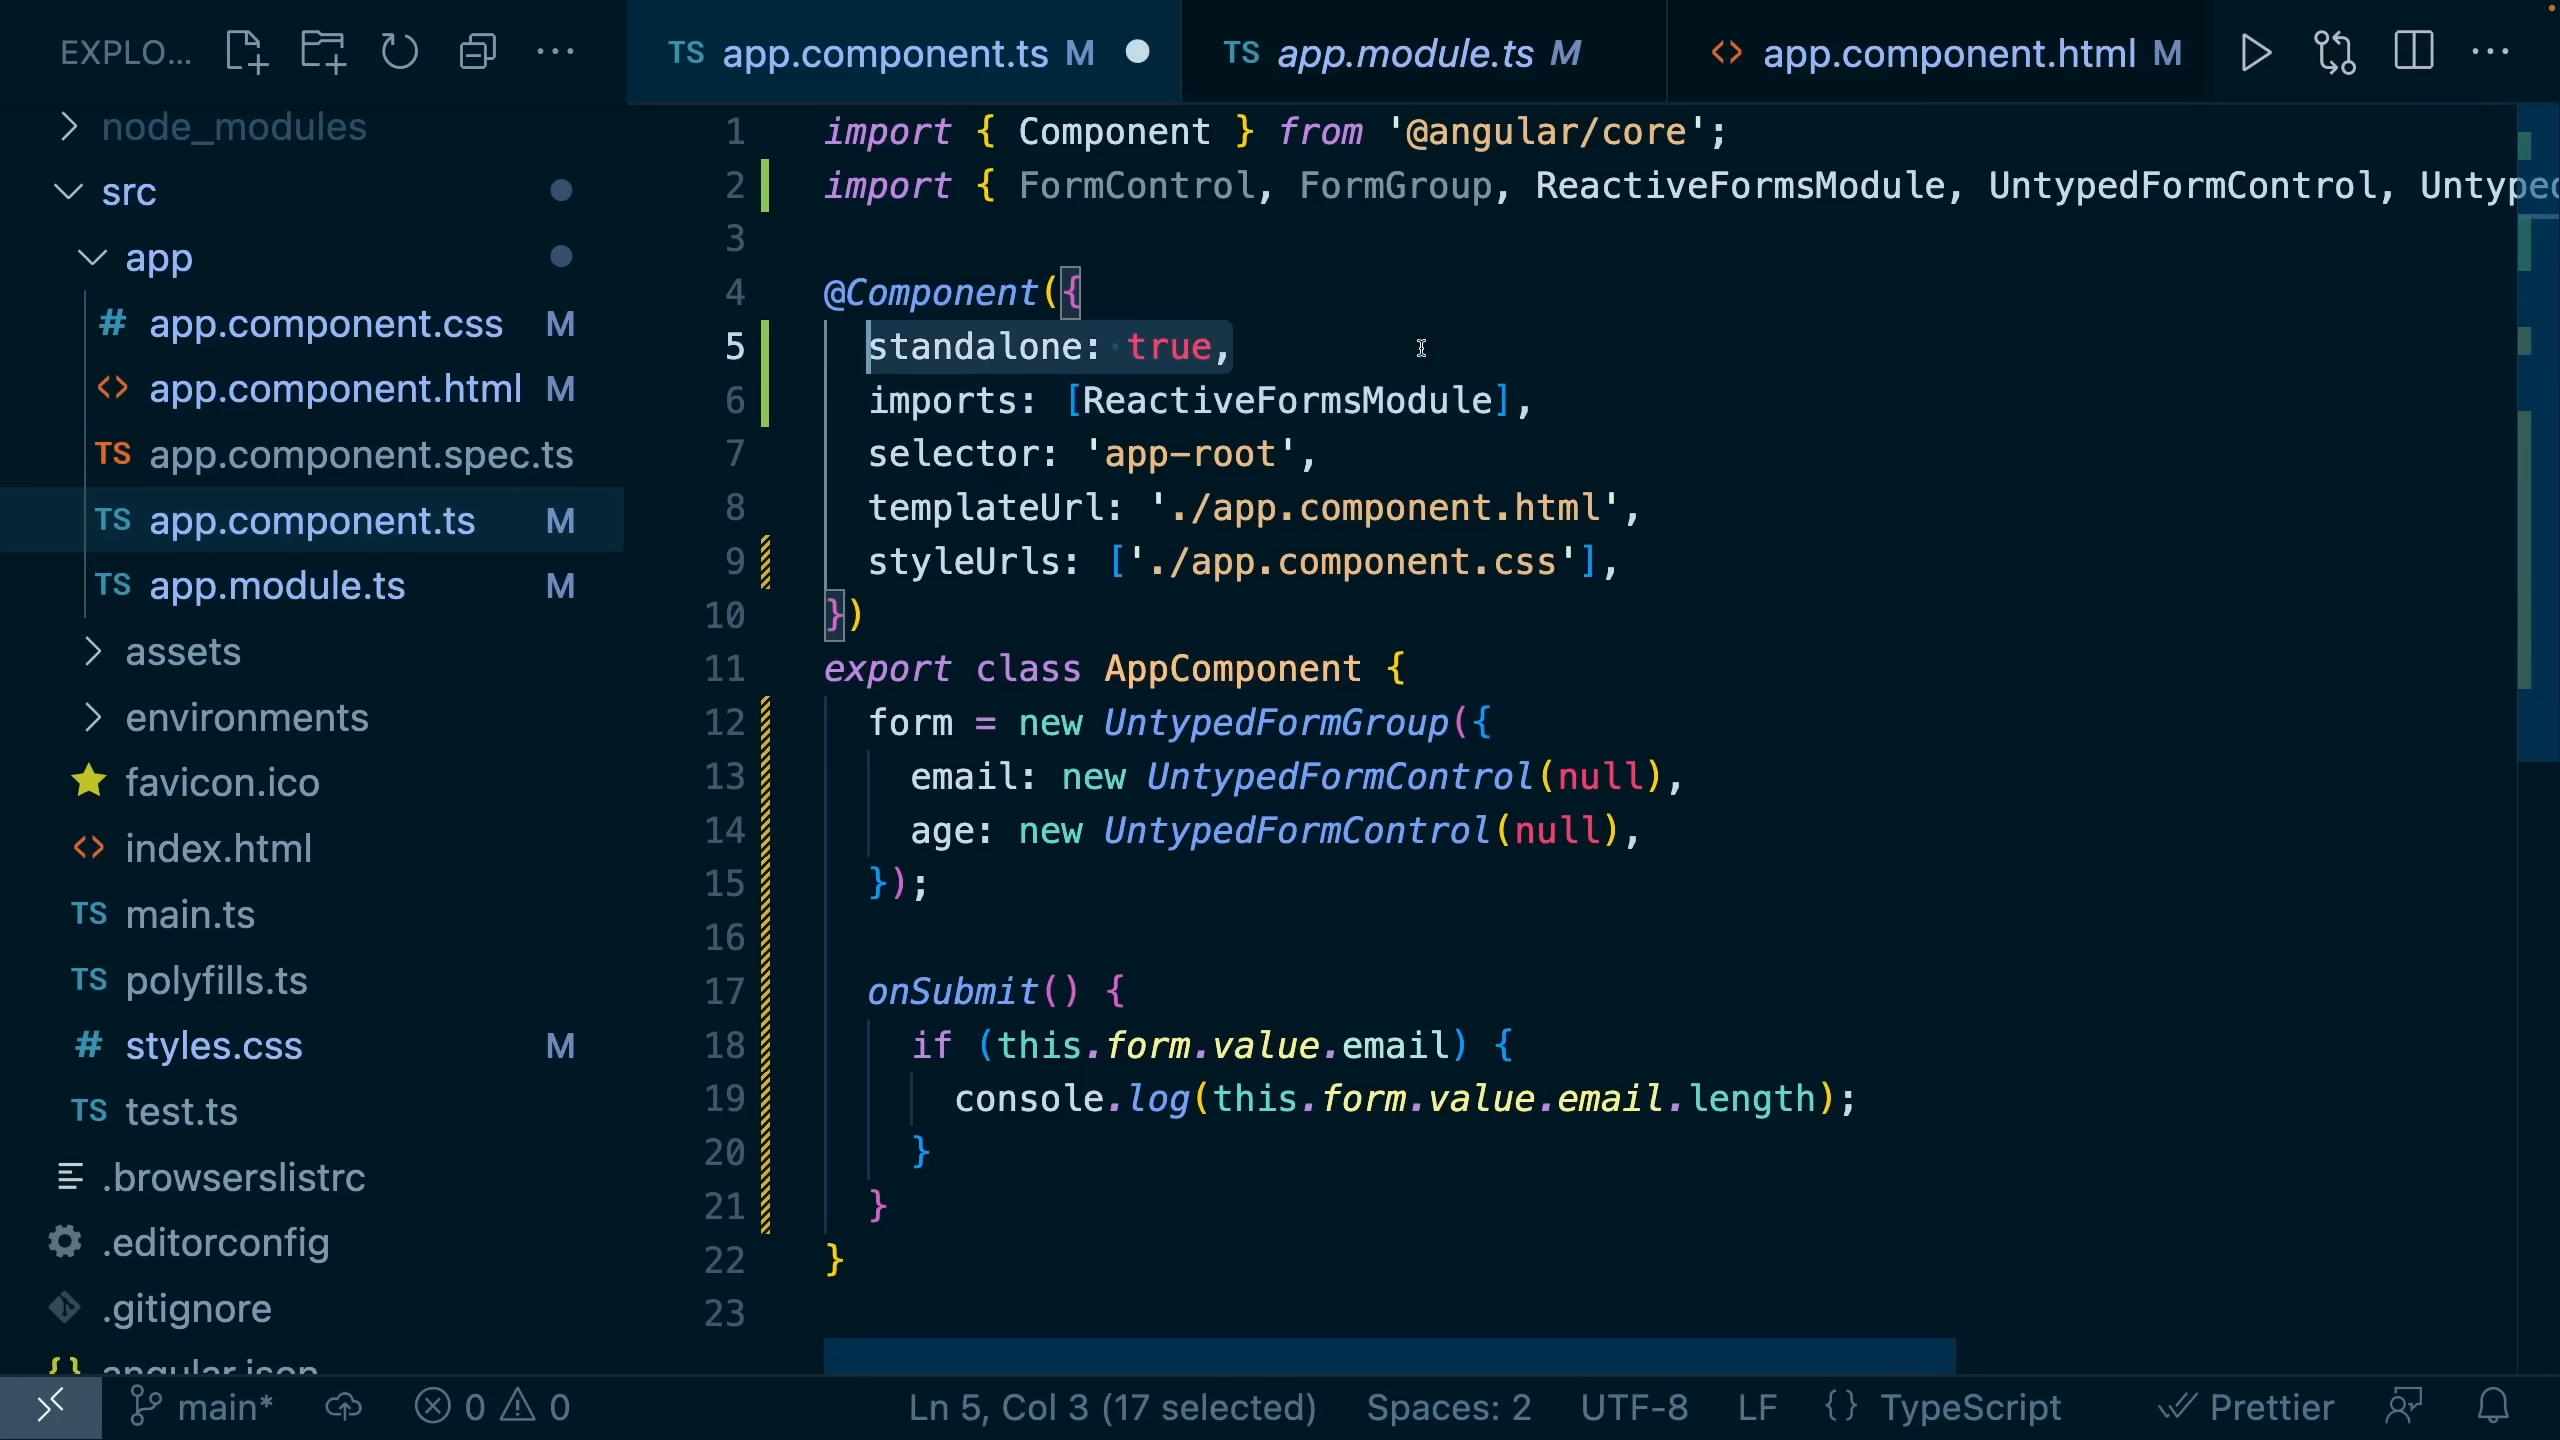 EXPLO...
node_modules
src
app
# app.component.css M
<> app.component.html M
TS app.component.spec.ts
TS app.component.ts M
TS app.module.ts M
assets
environments
favicon.ico
<> index.html
TS main.ts
TS polyfills.ts
# styles.css M
TS test.ts
.browserslistrc
.editorconfig
.gitignore
{} angular.json
TS app.component.ts M
TS app.module.ts M
<> app.component.html M
1 import { Component } from '@angular/core';
2 import { FormControl, FormGroup, ReactiveFormsModule, UntypedFormControl, Untyped
3
4 @Component({
5 standalone: true,
6 imports: [ReactiveFormsModule],
7 selector: 'app-root',
8 templateUrl: './app.component.html',
9 styleUrls: ['./app.component.css'],
10 })
11 export class AppComponent {
12 form = new UntypedFormGroup({
13 email: new UntypedFormControl(null),
14 age: new UntypedFormControl(null),
15 });
16
17 onSubmit() {
18 if (this.form.value.email) {
19 console.log(this.form.value.email.length);
20 }
21 }
22 }
23
main* 0 0 Ln 5, Col 3 (17 selected) Spaces: 2 UTF-8 LF {} TypeScript Prettier